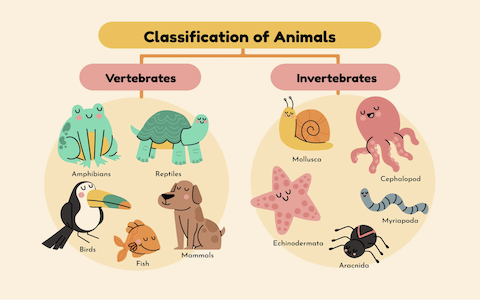 Classification of Animals
Vertebrates
Invertebrates
Amphibians
Reptiles
Birds
Fish
Mammals
Mollusca
Cephalopod
Echinodermata
Myriapoda
Aracnida